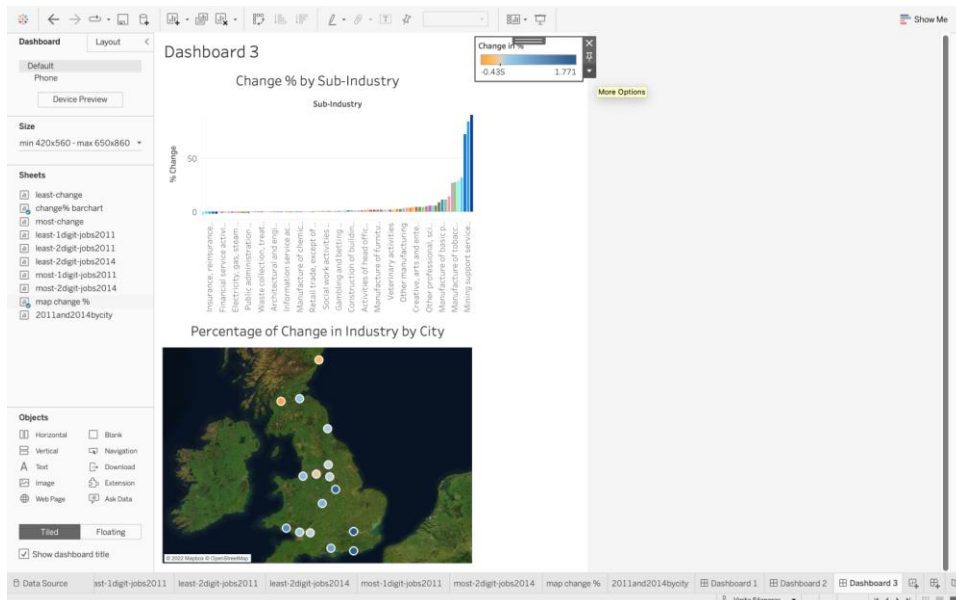 Show Me
Dashboard
Layout
Default
Phone
Device Preview
Size
min 420x560 - max 650x860
Sheets
least-change
change% barchart
most-change
least-1digit-jobs2011
least-2digit-jobs2011
least-2digit-jobs2014
most-1digit-jobs2011
most-2digit-jobs2014
map change %
2011and2014bycity
Objects
Horizontal
Blank
Vertical
Navigation
Text
Download
Image
Extension
Web Page
Ask Data
Tiled
Floating
Show dashboard title
Dashboard 3
Change in %
-0.435
1.771
More Options
Change % by Sub-Industry
Sub-Industry
% Change
50
0
Insurance, reinsurance..
Financial service activi..
Electricity, gas, steam ..
Public administration ..
Waste collection, treat..
Architectural and engi..
Information service ac..
Manufacture of chemic..
Retail trade, except of ..
Social work activities ..
Gambling and betting ..
Construction of buildin..
Activities of head offic..
Manufacture of furnitu..
Veterinary activities
Other manufacturing
Creative, arts and ente..
Other professional, sci..
Manufacture of basic p..
Manufacture of tobacc..
Mining support service..
Percentage of Change in Industry by City
© 2022 Mapbox © OpenStreetMap
Data Source
ast-1digit-jobs2011
least-2digit-jobs2011
least-2digit-jobs2014
most-1digit-jobs2011
most-2digit-jobs2014
map change %
2011and2014bycity
Dashboard 1
Dashboard 2
Dashboard 3